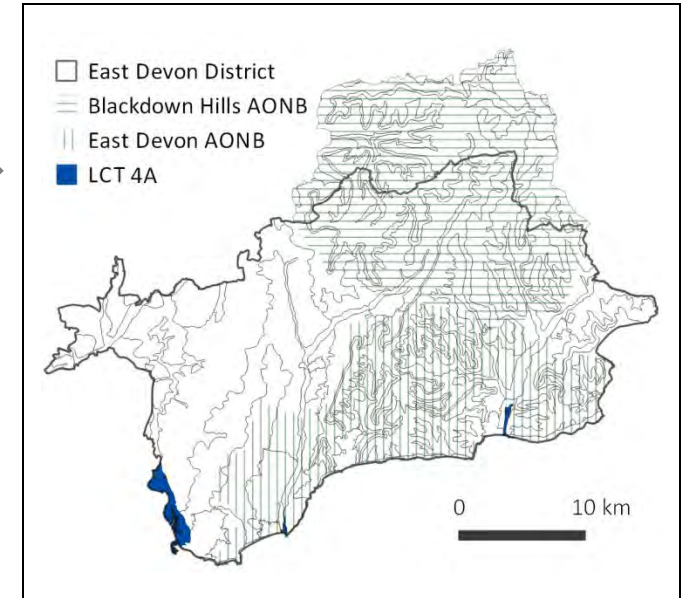 East Devon District
Blackdown Hills AONB
East Devon AONB
LCT 4A
0 10 km